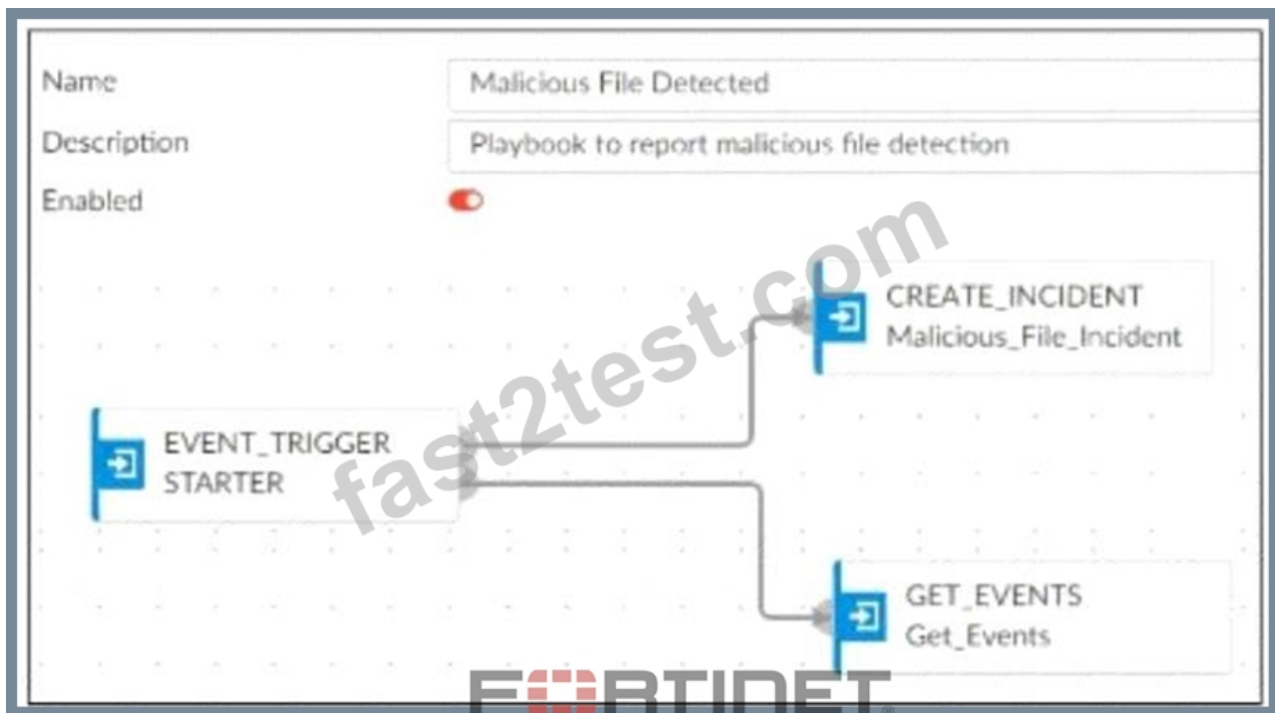 Name
Malicious File Detected
Description
Playbook to report malicious file detection
Enabled
CREATE_INCIDENT
Malicious_File_Incident
EVENT_TRIGGER
STARTER
GET_EVENTS
Get_Events
fast2test.com
FORTINET